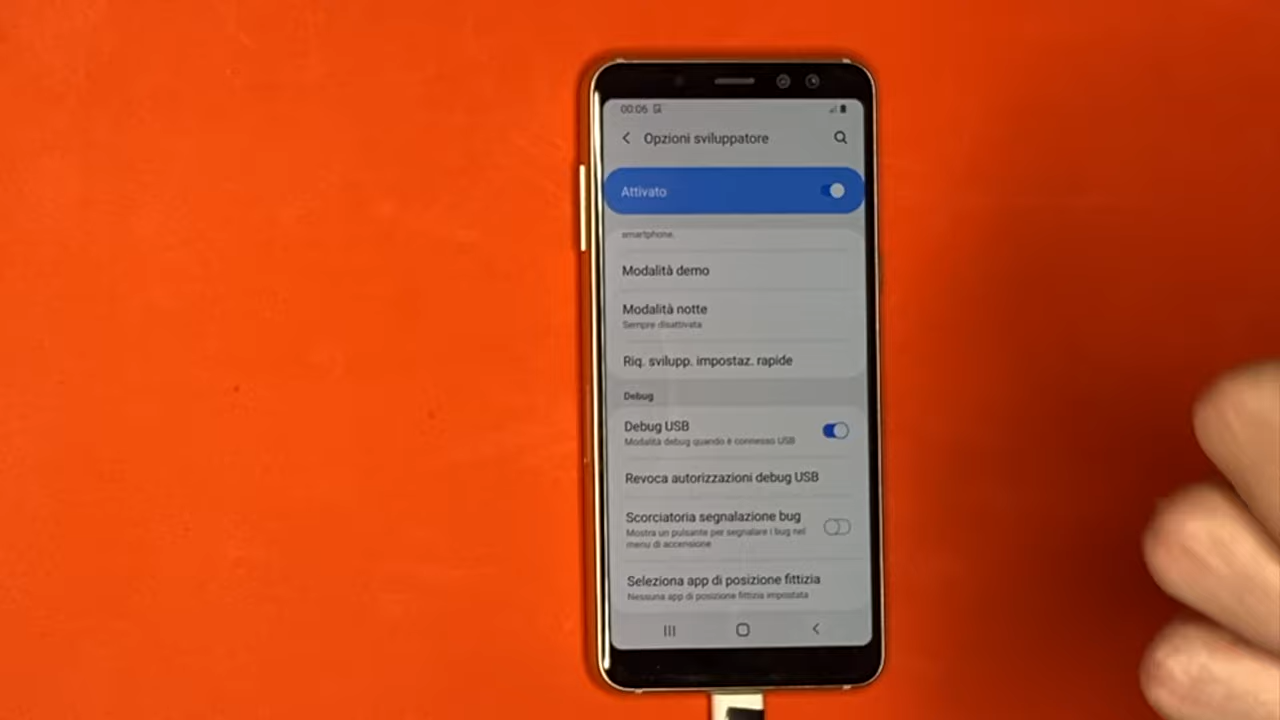 00:06
Opzioni sviluppatore
Attivato
smartphone.
Modalità demo
Modalità notte
Sempre disattivata
Riq. svilupp. impostaz. rapide
Debug
Debug USB
Modalità debug quando è connesso USB
Revoca autorizzazioni debug USB
Scorciatoria segnalazione bug
Mostra un pulsante per segnalare i bug nel
menu di accensione
Seleziona app di posizione fittizia
Nessuna app di posizione fittizia impostata